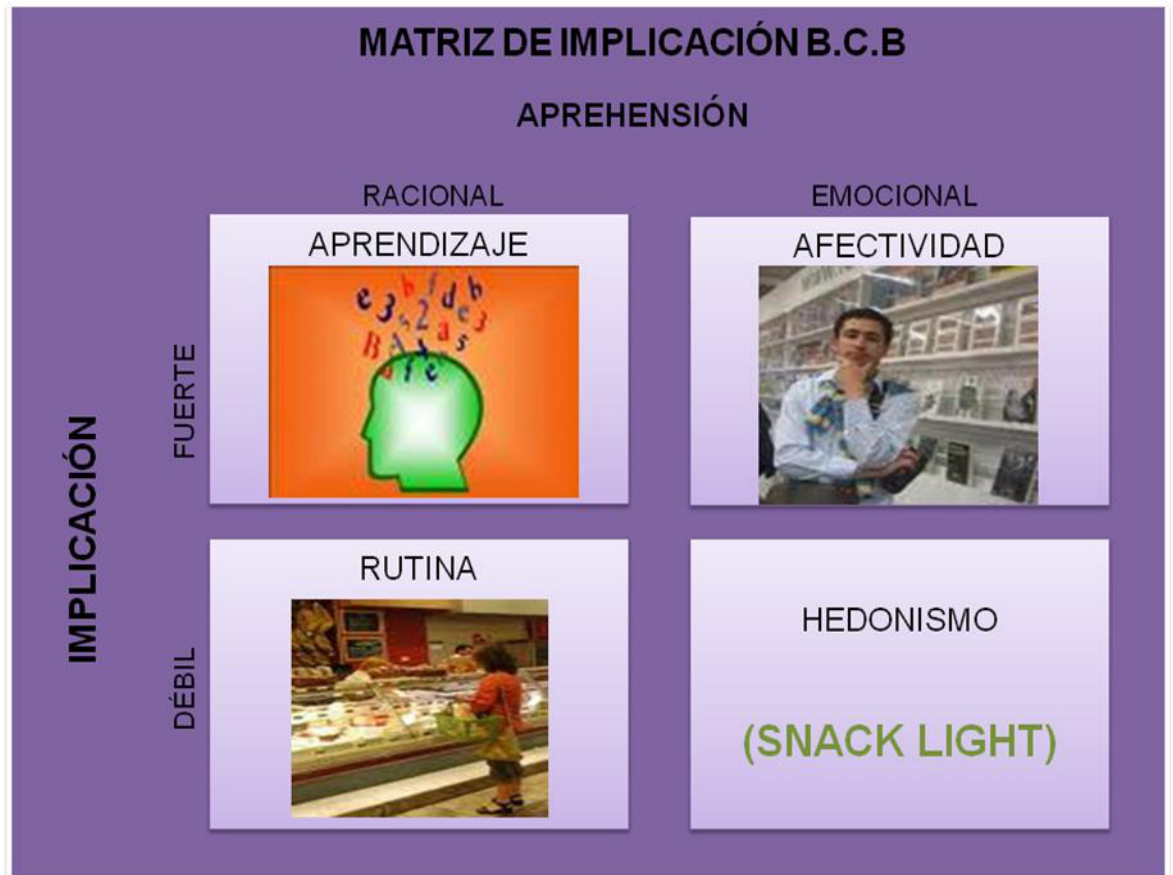 MATRIZ DE IMPLICACIÓN B.C.B
APREHENSIÓN
RACIONAL
EMOCIONAL
APRENDIZAJE
AFECTIVIDAD
IMPLICACIÓN
FUERTE
RUTINA
HEDONISMO
DÉBIL
(SNACK LIGHT)